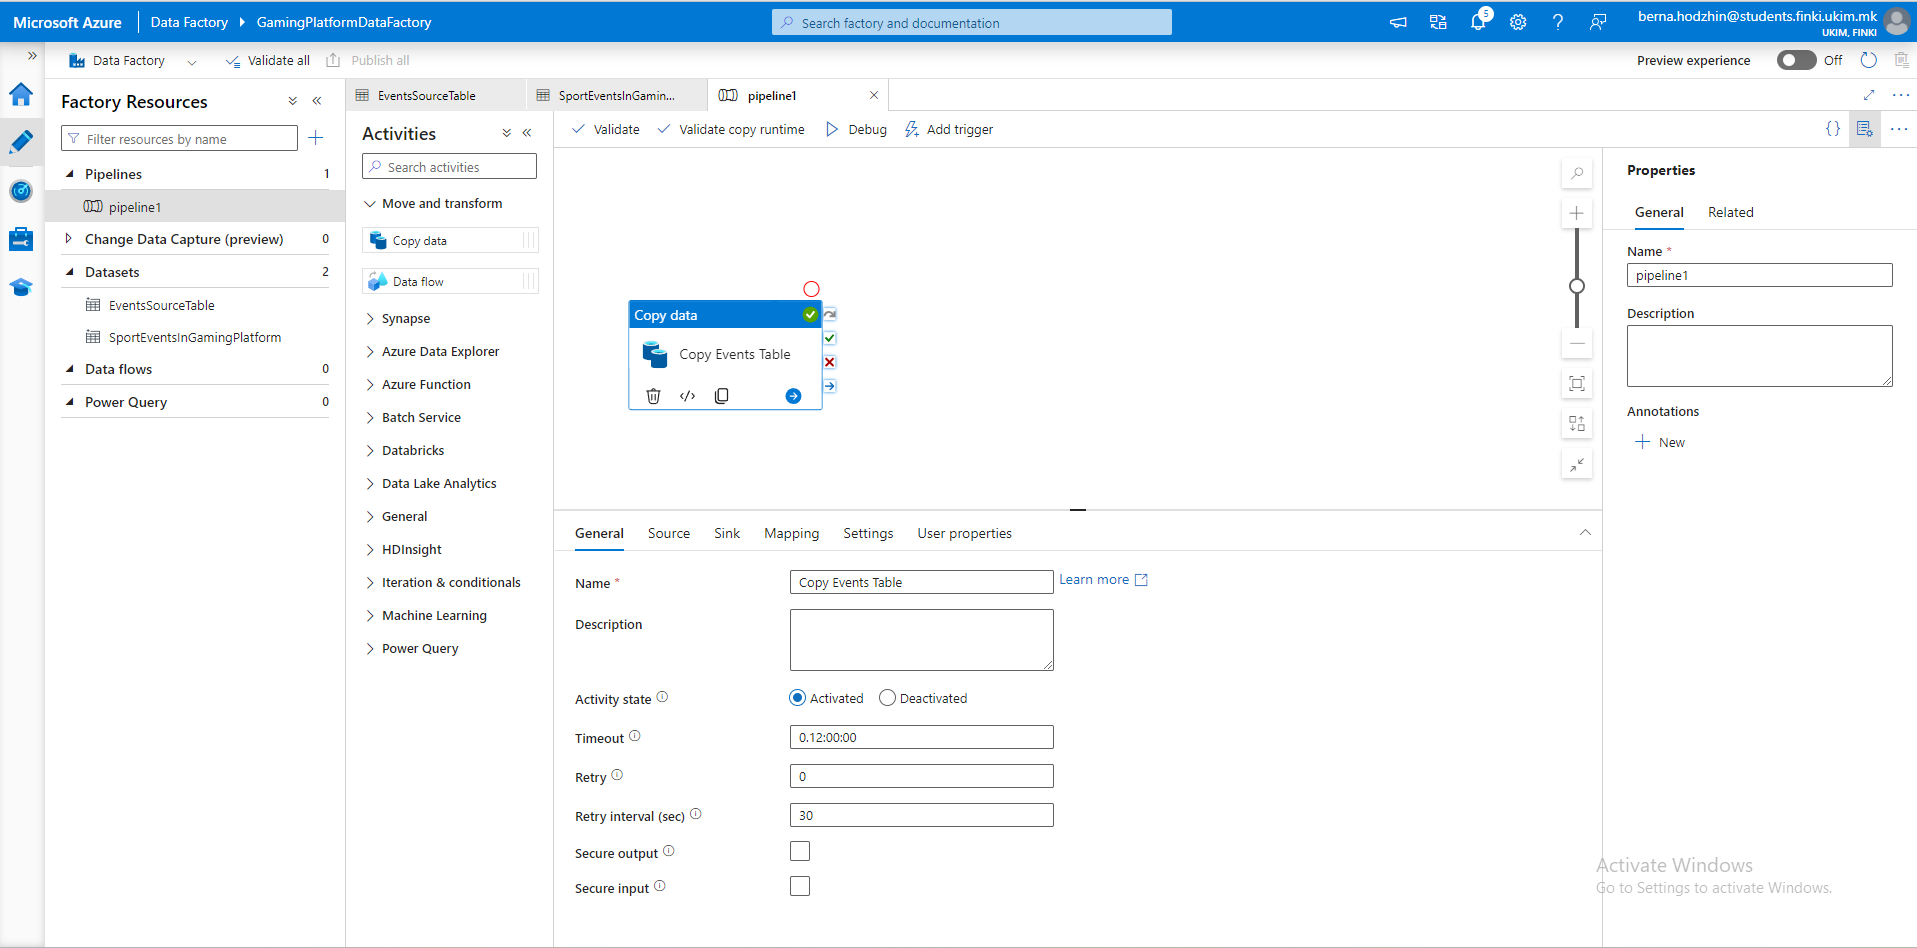 Microsoft Azure Data Factory GamingPlatformDataFactory Search factory and documentation 5 berna.hodzhin@students.finki.ukim.mk
UKIM, FINKI
Data Factory Validate all Publish all Preview experience Off
Factory Resources
Filter resources by name
Pipelines 1
pipeline1
Change Data Capture (preview) 0
Datasets 2
EventsSourceTable
SportEventsInGamingPlatform
Data flows 0
Power Query 0
EventsSourceTable SportEventsInGamin... pipeline1
Activities
Search activities
Move and transform
Copy data
Data flow
Synapse
Azure Data Explorer
Azure Function
Batch Service
Databricks
Data Lake Analytics
General
HDInsight
Iteration & conditionals
Machine Learning
Power Query
Validate Validate copy runtime Debug Add trigger
Copy data
Copy Events Table
General Source Sink Mapping Settings User properties
Name * Copy Events Table Learn more
Description
Activity state Activated Deactivated
Timeout 0.12:00:00
Retry 0
Retry interval (sec) 30
Secure output
Secure input
Properties
General Related
Name *
pipeline1
Description
Annotations
New
Activate Windows
Go to Settings to activate Windows.